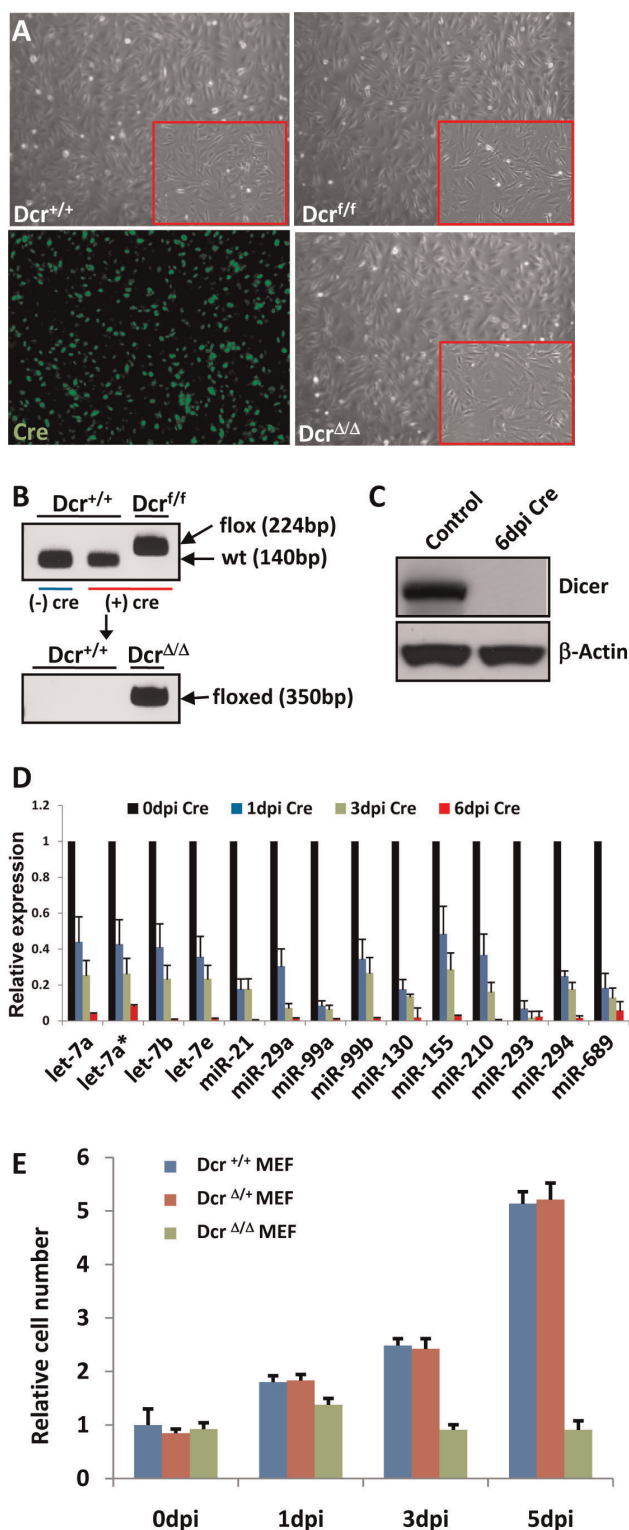 A
Dcr+/+
Dcrf/f
Cre
DcrΔ/Δ
B
Dcr+/+ Dcrf/f
flox (224bp)
wt (140bp)
(-) cre (+) cre
Dcr+/+ DcrΔ/Δ
floxed (350bp)
C
Control 6dpi Cre
Dicer
β-Actin
D
0dpi Cre 1dpi Cre 3dpi Cre 6dpi Cre
Relative expression
1.2
1
0.8
0.6
0.4
0.2
0
let-7a let-7a* let-7b let-7e miR-21 miR-29a miR-99a miR-99b miR-130 miR-155 miR-210 miR-293 miR-294 miR-689
E
Dcr +/+ MEF
Dcr Δ/+ MEF
Dcr Δ/Δ MEF
Relative cell number
6
5
4
3
2
1
0
0dpi 1dpi 3dpi 5dpi